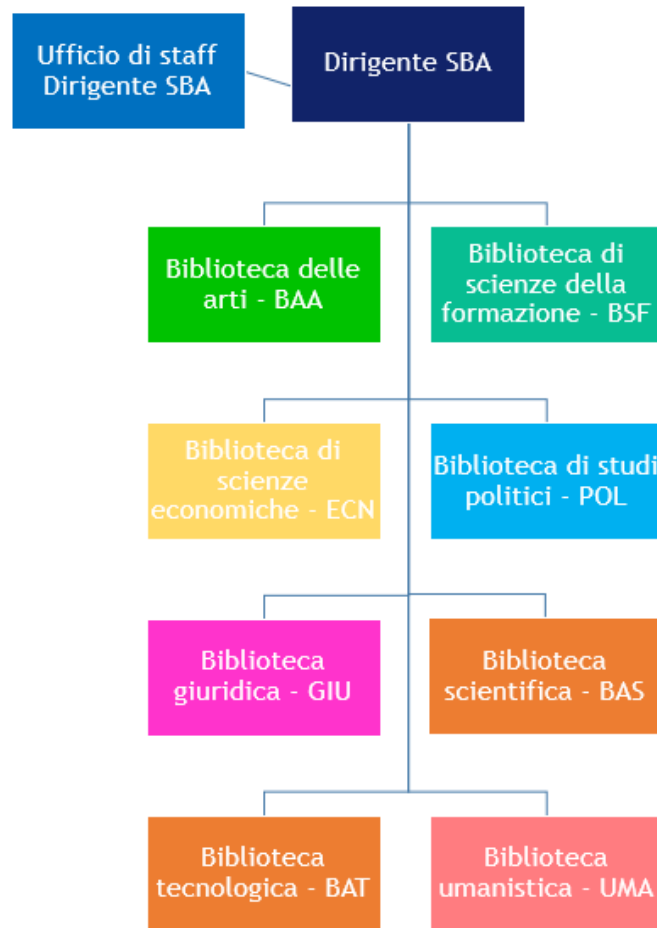 Ufficio di staff
Dirigente SBA
Dirigente SBA
Biblioteca delle
arti - BAA
Biblioteca di
scienze della
formazione - BSF
Biblioteca di
scienze
economiche - ECN
Biblioteca di studi
politici - POL
Biblioteca
giuridica - GIU
Biblioteca
scientifica - BAS
Biblioteca
tecnologica - BAT
Biblioteca
umanistica - UMA